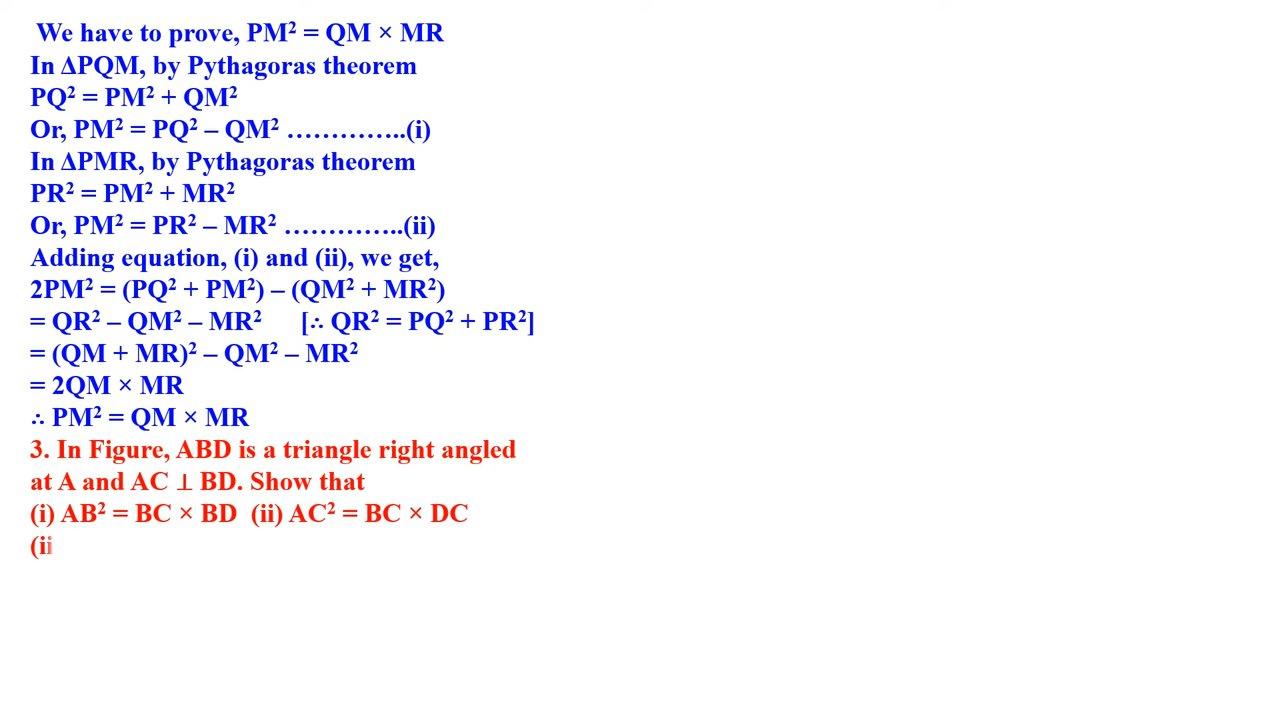 We have to prove, PM² = QM × MR
In ΔPQM, by Pythagoras theorem
PQ² = PM² + QM²
Or, PM² = PQ² – QM² …………..(i)
In ΔPMR, by Pythagoras theorem
PR² = PM² + MR²
Or, PM² = PR² – MR² …………..(ii)
Adding equation, (i) and (ii), we get,
2PM² = (PQ² + PM²) – (QM² + MR²)
= QR² – QM² – MR² [∴ QR² = PQ² + PR²]
= (QM + MR)² – QM² – MR²
= 2QM × MR
∴ PM² = QM × MR
3. In Figure, ABD is a triangle right angled
at A and AC ⊥ BD. Show that
(i) AB² = BC × BD (ii) AC² = BC × DC
(ii